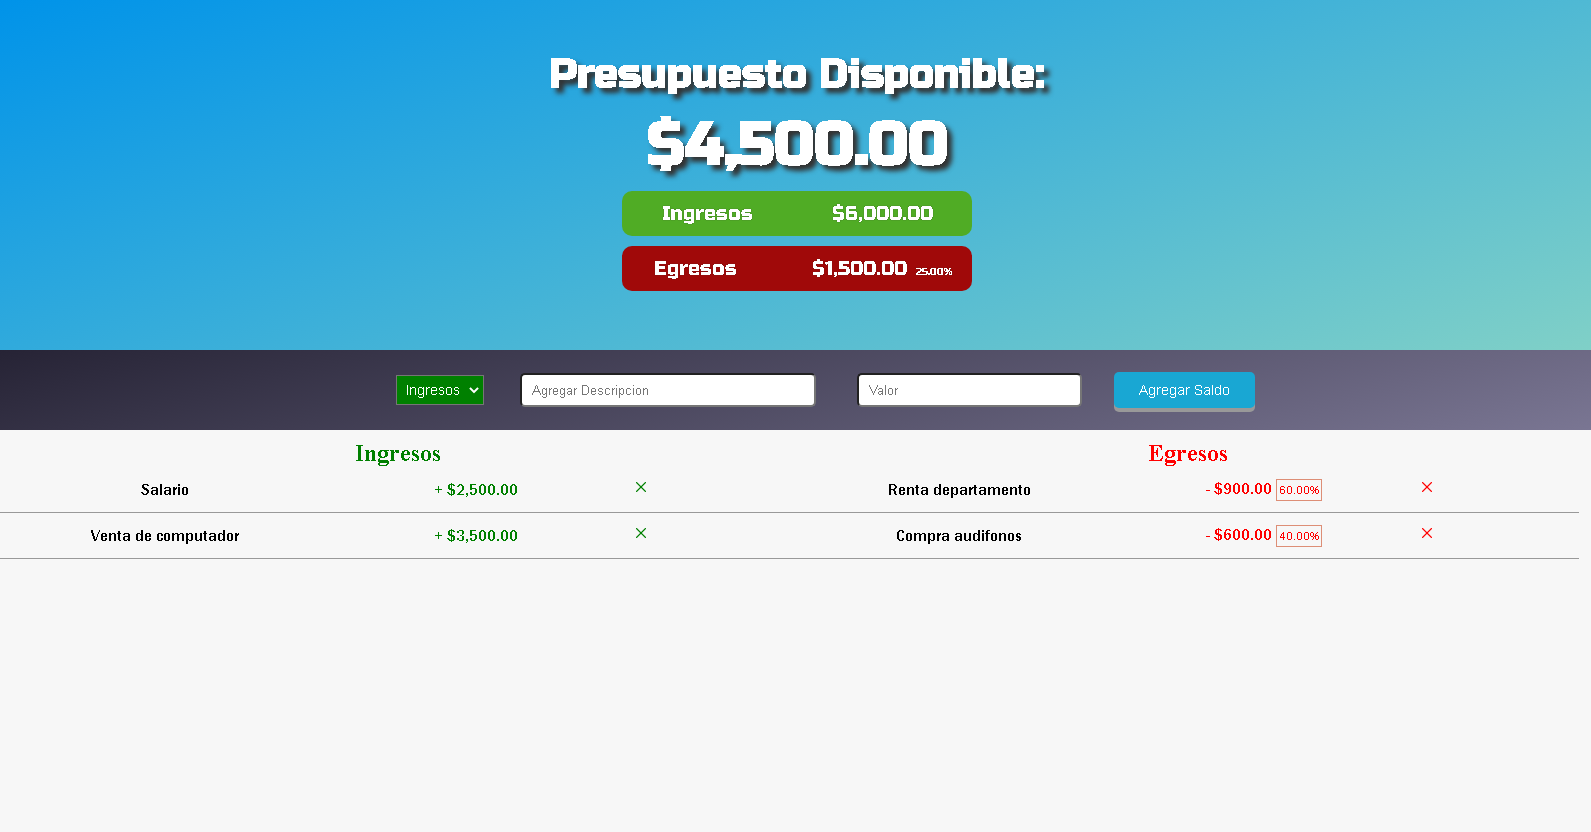 Presupuesto Disponible:
$4,500.00
Ingresos $6,000.00
Egresos $1,500.00 25.00%
Ingresos Agregar Descripcion Valor Agregar Saldo
Ingresos Egresos
Salario + $2,500.00 Renta departamento - $900.00 60.00%
Venta de computador + $3,500.00 Compra audifonos - $600.00 40.00%